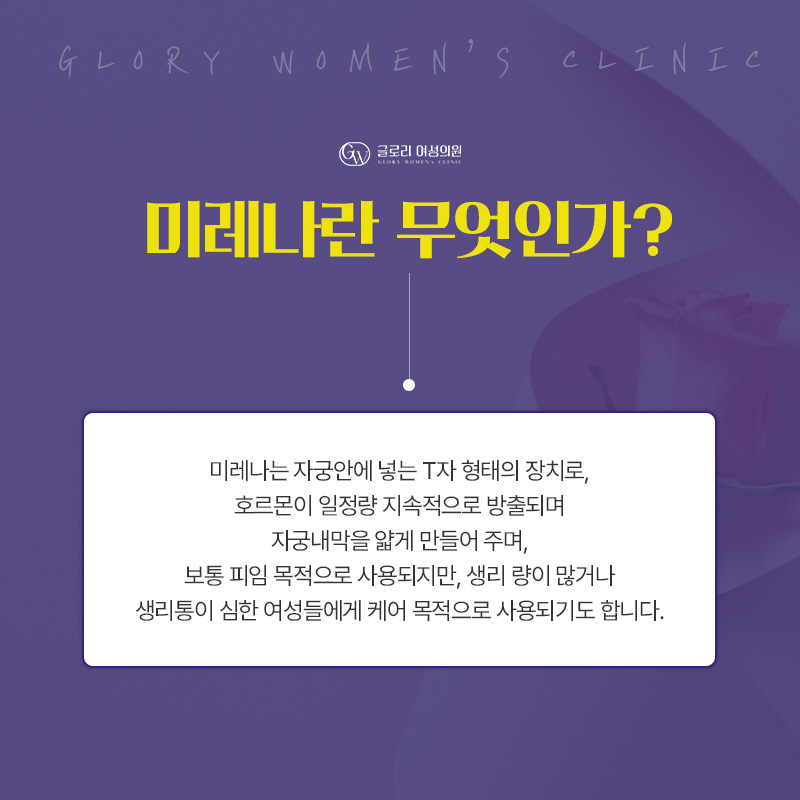 GLORY WOMEN'S CLINIC
GW 글로리 여성의원
GLORY WOMEN's CLINIC
미레나란 무엇인가?
미레나는 자궁안에 넣는 T자 형태의 장치로,
호르몬이 일정량 지속적으로 방출되며
자궁내막을 얇게 만들어 주며,
보통 피임 목적으로 사용되지만, 생리 량이 많거나
생리통이 심한 여성들에게 케어 목적으로 사용되기도 합니다.